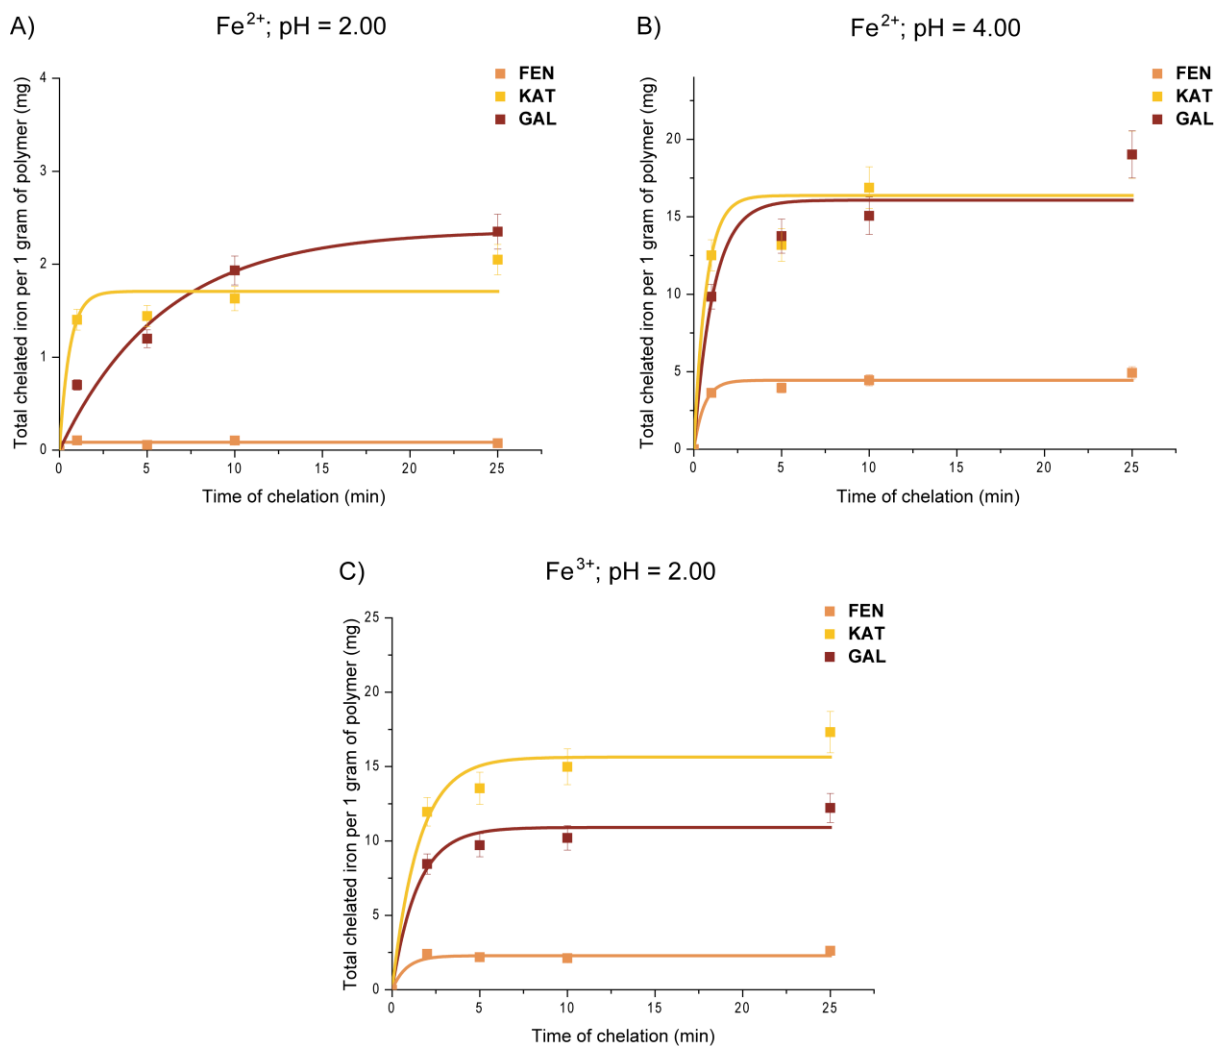 A)
Fe²⁺; pH = 2.00
FEN
KAT
GAL
Total chelated iron per 1 gram of polymer (mg)
4
3
2
1
0
0
5
10
15
20
25
Time of chelation (min)
B)
Fe²⁺; pH = 4.00
FEN
KAT
GAL
Total chelated iron per 1 gram of polymer (mg)
20
15
10
5
0
0
5
10
15
20
25
Time of chelation (min)
C)
Fe³⁺; pH = 2.00
FEN
KAT
GAL
Total chelated iron per 1 gram of polymer (mg)
25
20
15
10
5
0
0
5
10
15
20
25
Time of chelation (min)